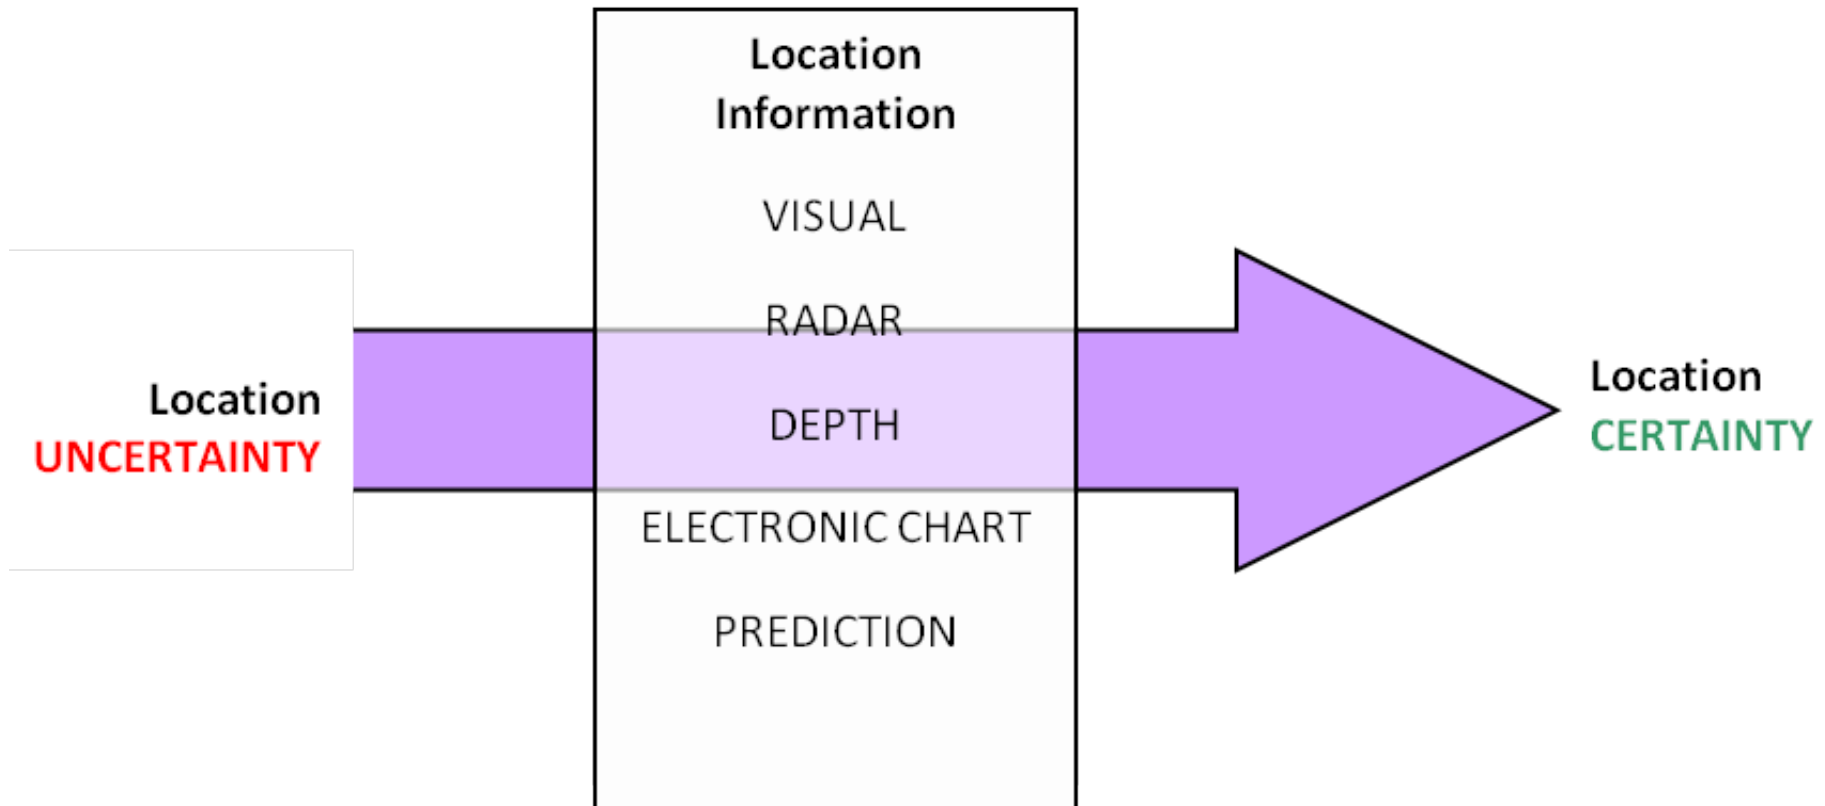 Location
Information
VISUAL
RADAR
DEPTH
ELECTRONIC CHART
PREDICTION
Location
UNCERTAINTY
Location
CERTAINTY